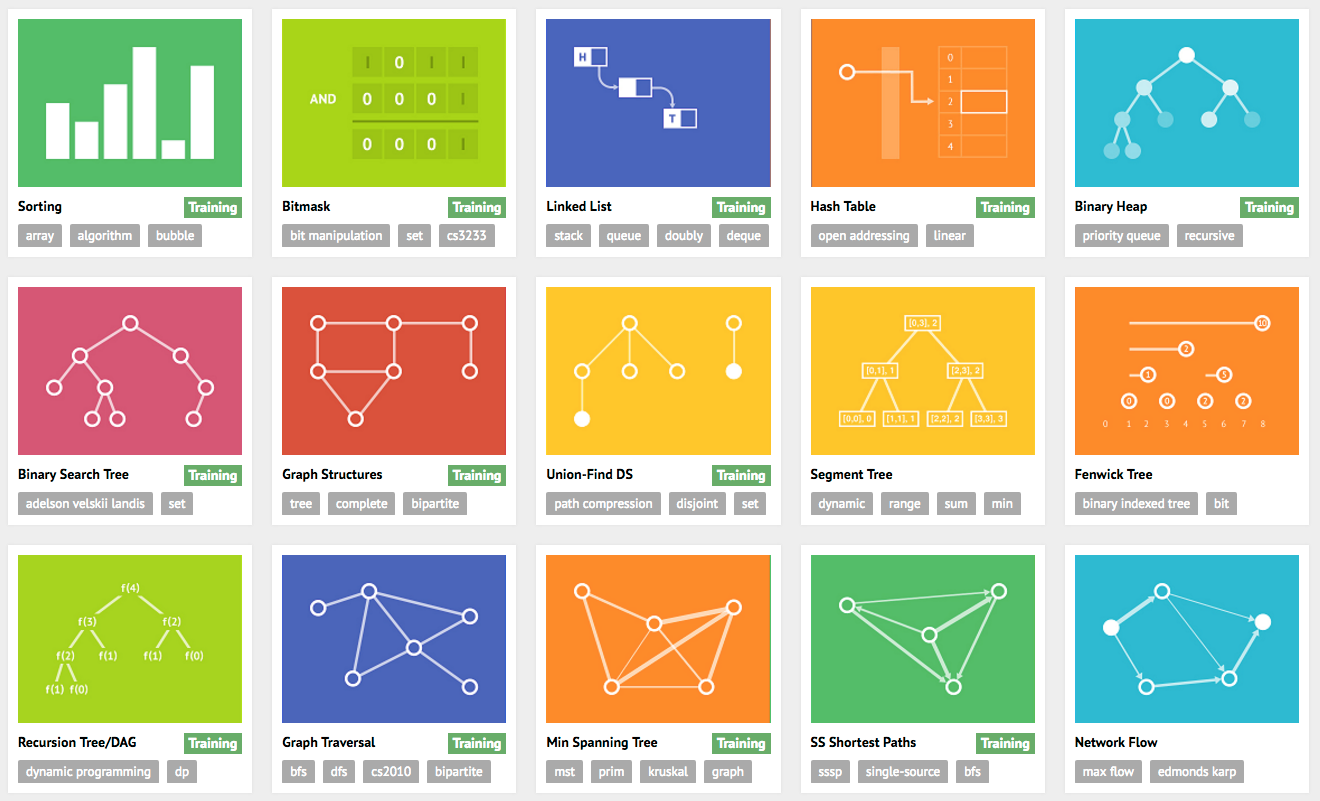 1 0 1 1
AND 0 0 0 1
0 0 0 1
H
T
0
1
2
3
4
Sorting Training
array algorithm bubble
Bitmask Training
bit manipulation set cs3233
Linked List Training
stack queue doubly deque
Hash Table Training
open addressing linear
Binary Heap Training
priority queue recursive
[0,3], 2
[0,1], 1 [2,3], 2
[0,0], 0 [1,1], 1 [2,2], 2 [3,3], 3
10
2
1 5
0 0 2 2
0 1 2 3 4 5 6 7 8
Binary Search Tree Training
adelson velskii landis set
Graph Structures Training
tree complete bipartite
Union-Find DS Training
path compression disjoint set
Segment Tree
dynamic range sum min
Fenwick Tree
binary indexed tree bit
f(4)
f(3) f(2)
f(2) f(1) f(1) f(0)
f(1) f(0)
Recursion Tree/DAG Training
dynamic programming dp
Graph Traversal Training
bfs dfs cs2010 bipartite
Min Spanning Tree Training
mst prim kruskal graph
SS Shortest Paths Training
sssp single-source bfs
Network Flow
max flow edmonds karp